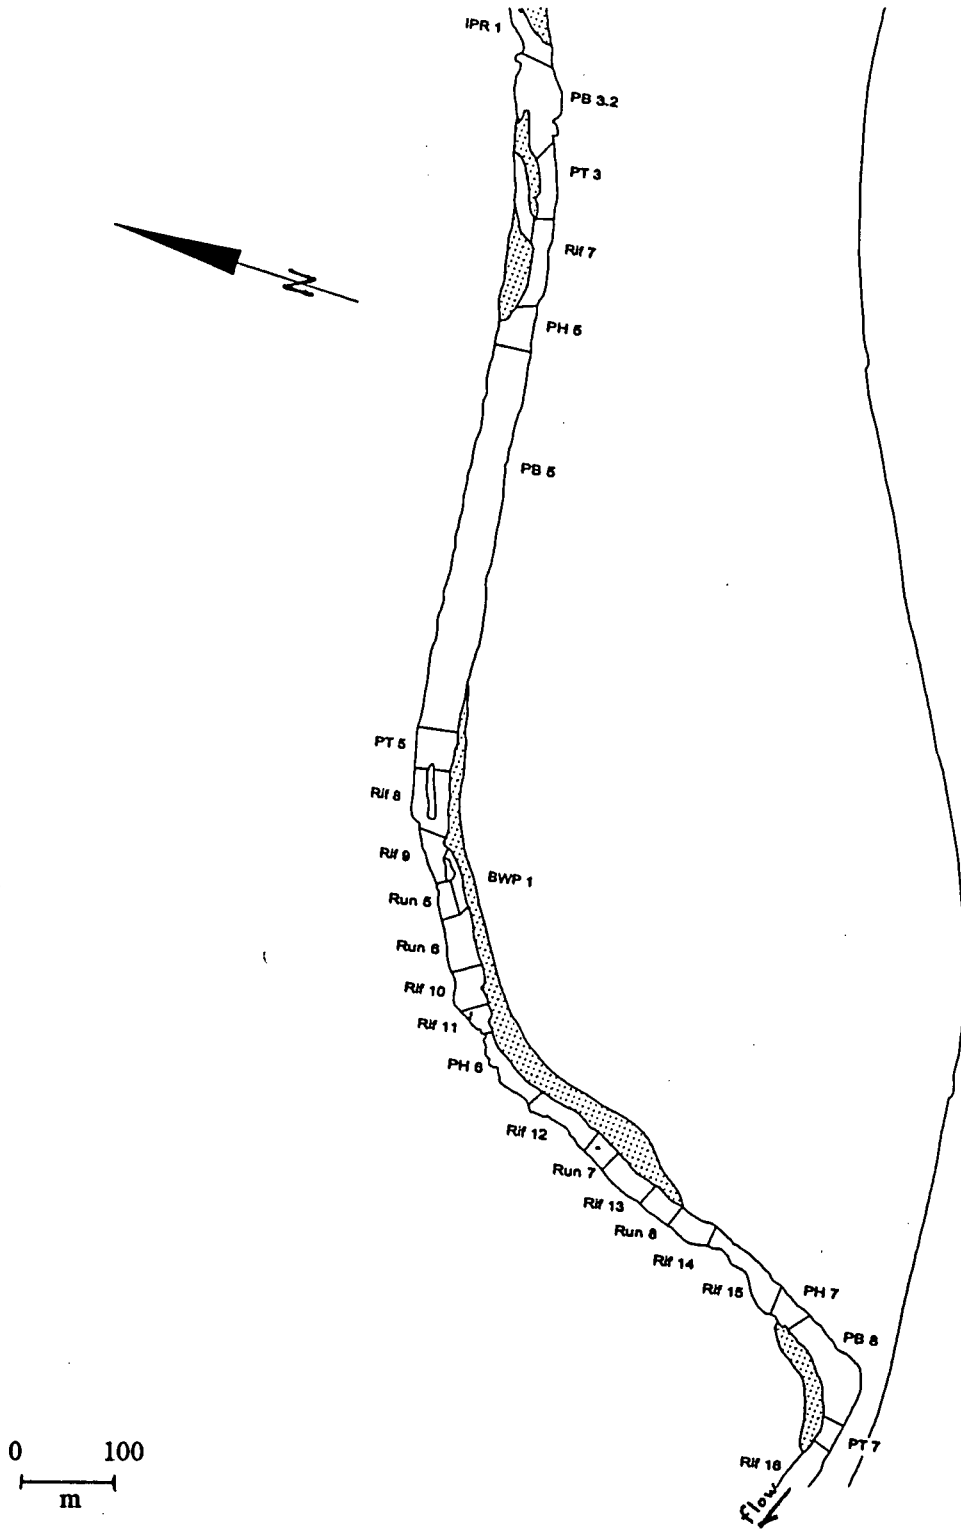 IPR 1
PB 3.2
PT 3
Rif 7
N
PH 5
PB 5
PT 5
Rif 8
Rif 9
BWP 1
Run 5
Run 6
Rif 10
Rif 11
PH 6
Rif 12
Run 7
Rif 13
Run 8
Rif 14
Rif 15
PH 7
PB 8
PT 7
Rif 16
flow
0 100
m